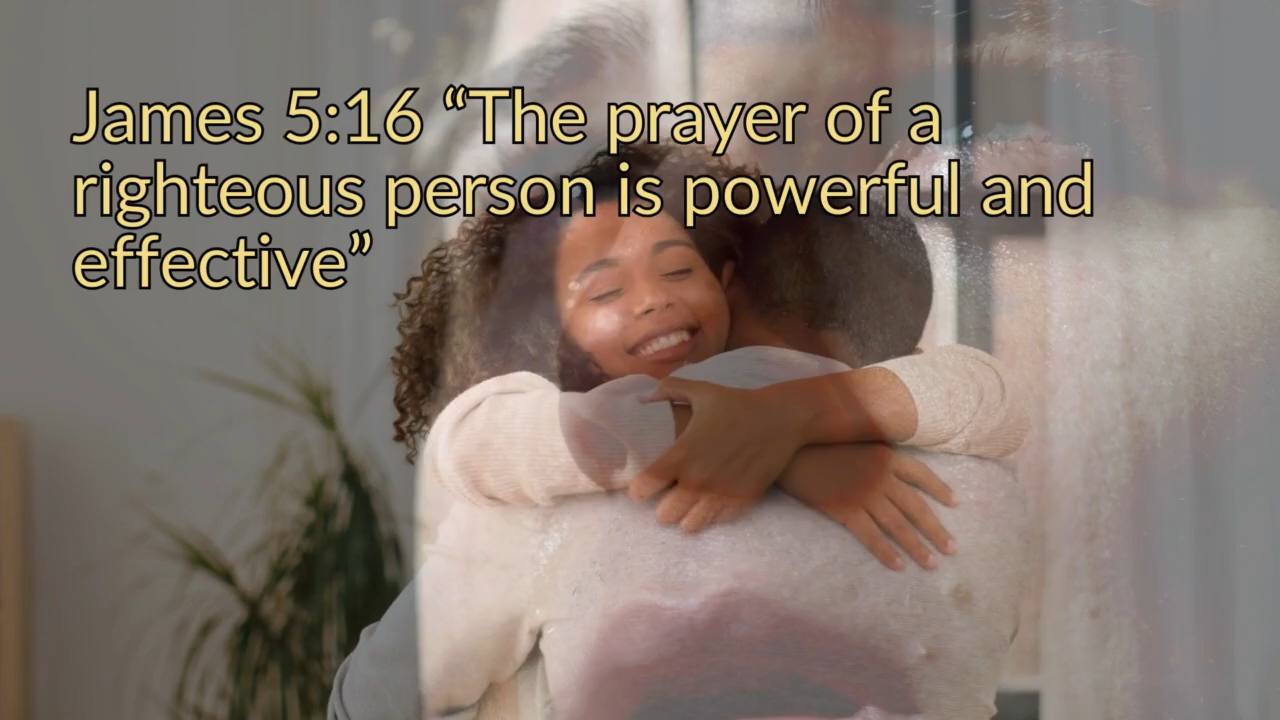 James 5:16 “The prayer of a
righteous person is powerful and
effective”